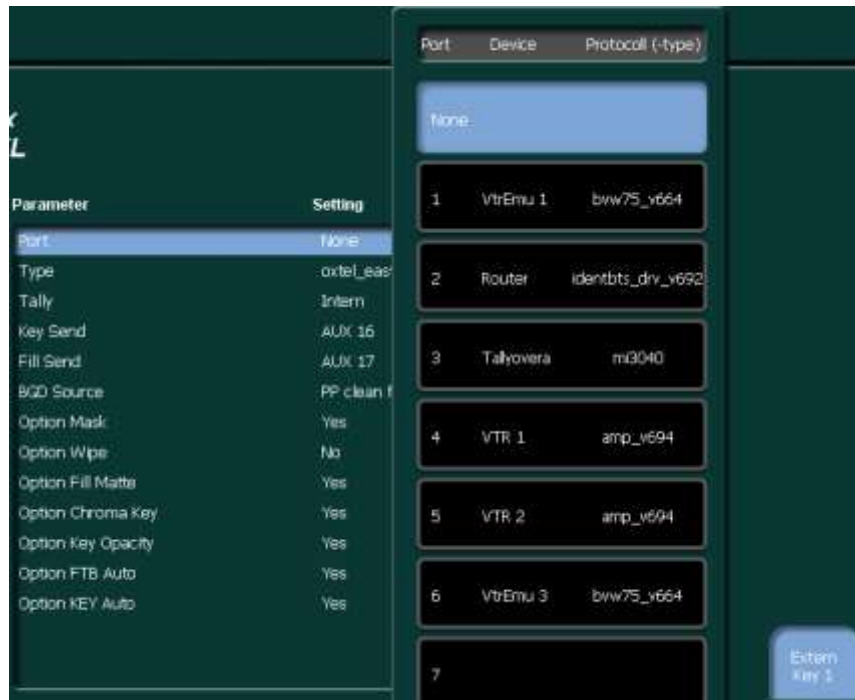 Port Device Protocoll (-type)
None
L
Parameter Setting
Port None
Type
Tally Intern
Key Send AUX 16
Fill Send AUX 17
BGD Source PP clean f
Option Mask Yes
Option Wipe No
Option Fill Matte Yes
Option Chroma Key Yes
Option Key Opacity Yes
Option FTB Auto Yes
Option KEY Auto Yes
1 VtrEmu 1 bvw75_v664
2 Router identbts_drv_v692
3 Tallyovera mi3040
4 VTR 1 amp_v694
5 VTR 2 amp_v694
6 VtrEmu 3 bvw75_v664
7
Extern
Key 1